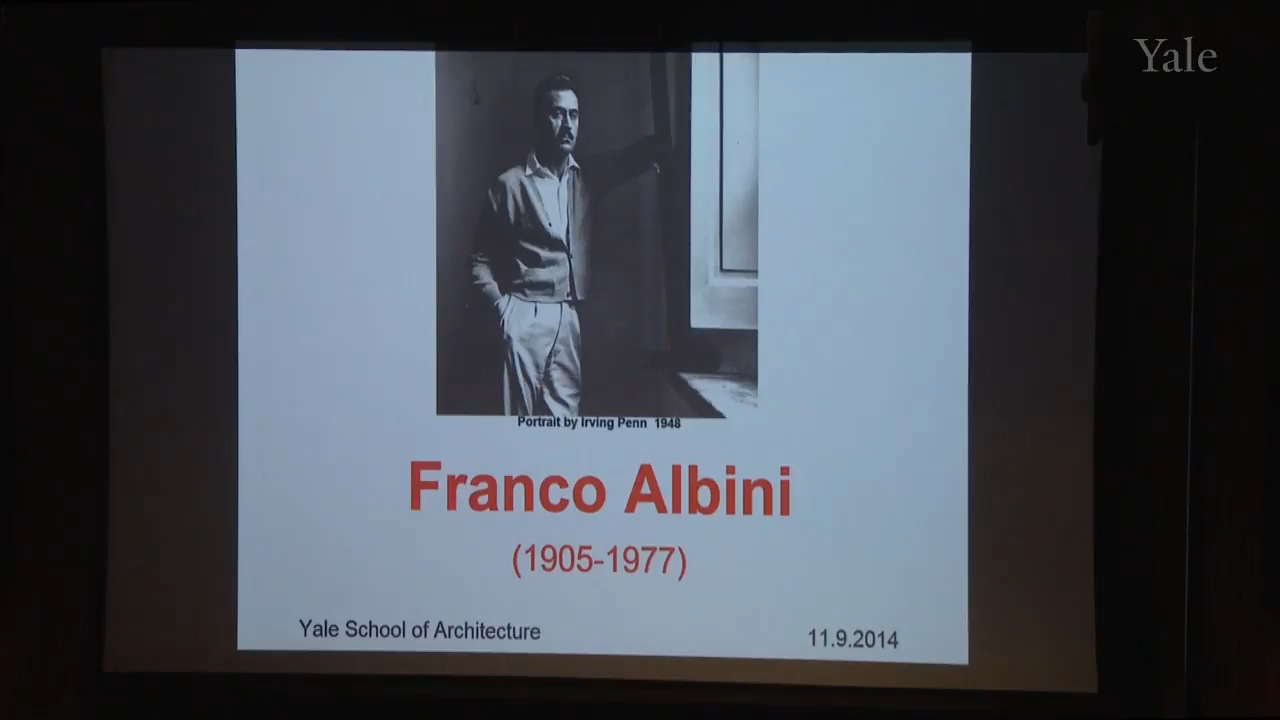 Yale
Portrait by Irving Penn 1948
Franco Albini
(1905-1977)
Yale School of Architecture
11.9.2014